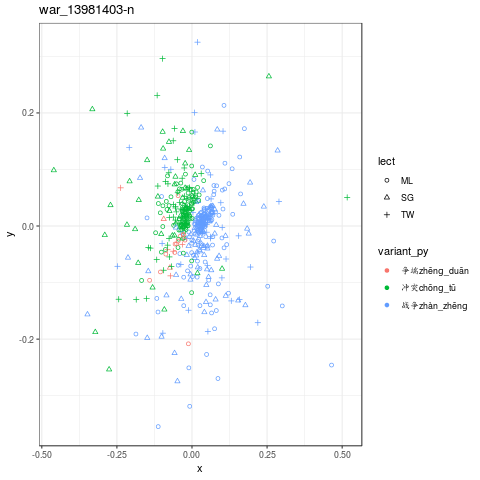 war_13981403-n
y
0.2
0.0
-0.2
-0.50
-0.25
0.00
0.25
0.50
x
lect
ML
SG
TW
variant_py
争端zhēng_duān
冲突chōng_tū
战争zhàn_zhēng